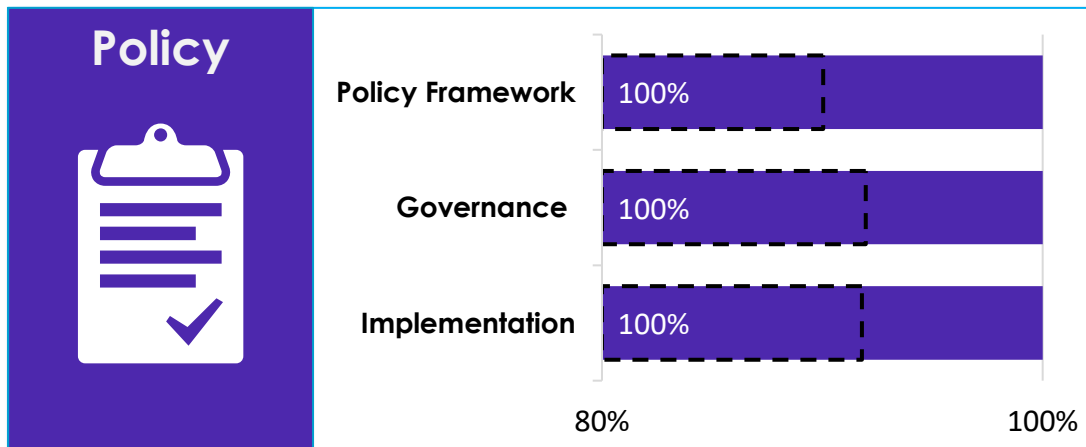 Policy
Policy Framework
100%
Governance
100%
Implementation
100%
80%
100%